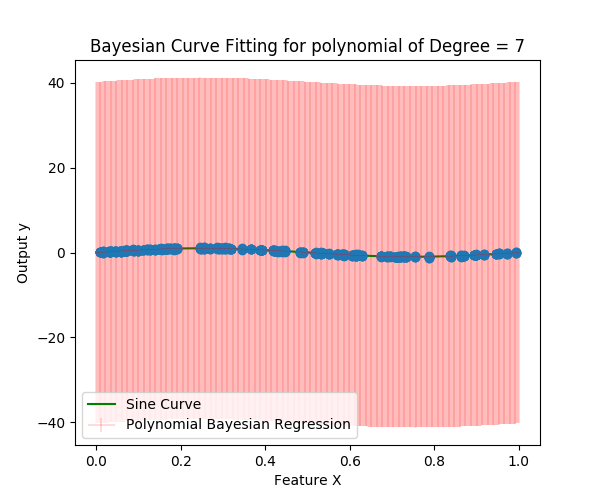 Bayesian Curve Fitting for polynomial of Degree = 7
Output y
40
20
0
−20
−40
Sine Curve
Polynomial Bayesian Regression
0.0 0.2 0.4 0.6 0.8 1.0
Feature X